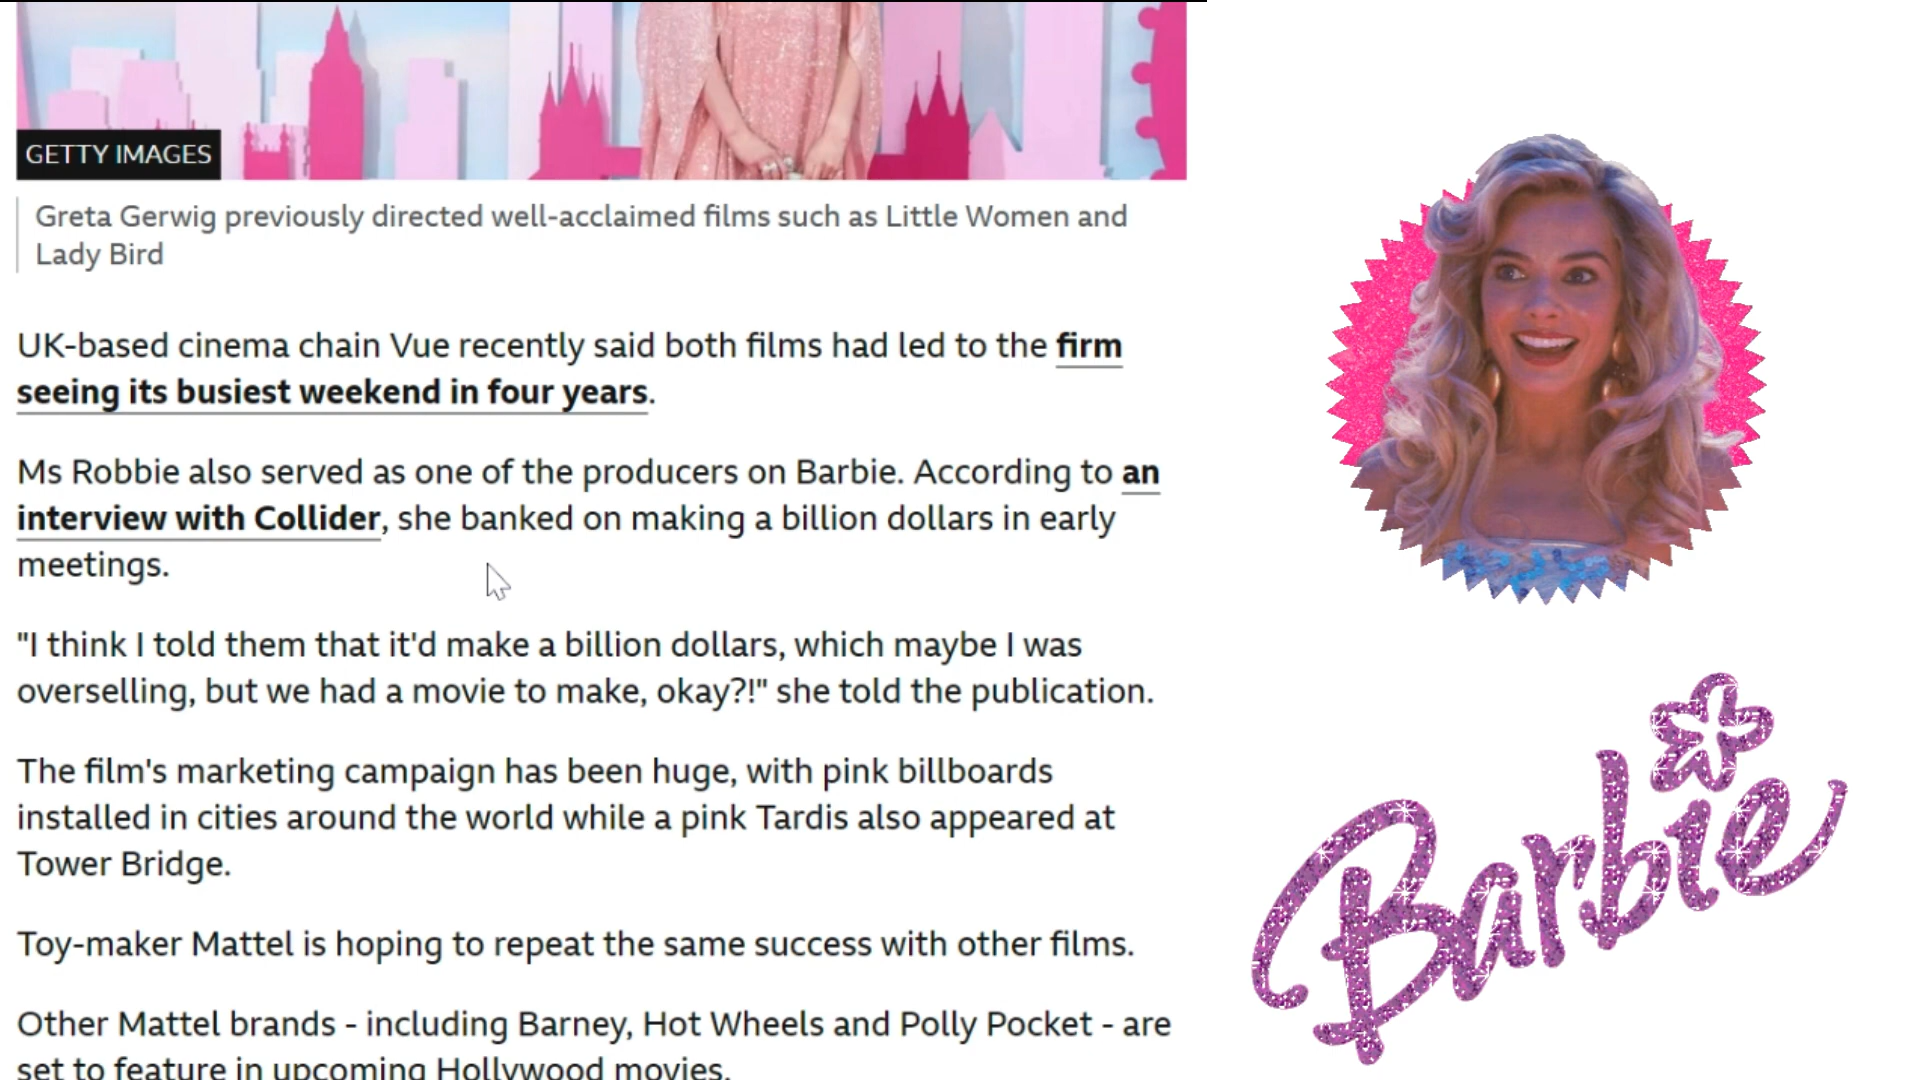 GETTY IMAGES
Greta Gerwig previously directed well-acclaimed films such as Little Women and
Lady Bird
UK-based cinema chain Vue recently said both films had led to the firm
seeing its busiest weekend in four years.
Ms Robbie also served as one of the producers on Barbie. According to an
interview with Collider, she banked on making a billion dollars in early
meetings.
"I think I told them that it'd make a billion dollars, which maybe I was
overselling, but we had a movie to make, okay?!" she told the publication.
The film's marketing campaign has been huge, with pink billboards
installed in cities around the world while a pink Tardis also appeared at
Tower Bridge.
Toy-maker Mattel is hoping to repeat the same success with other films.
Other Mattel brands - including Barney, Hot Wheels and Polly Pocket - are
set to feature in upcoming Hollywood movies.
Barbie